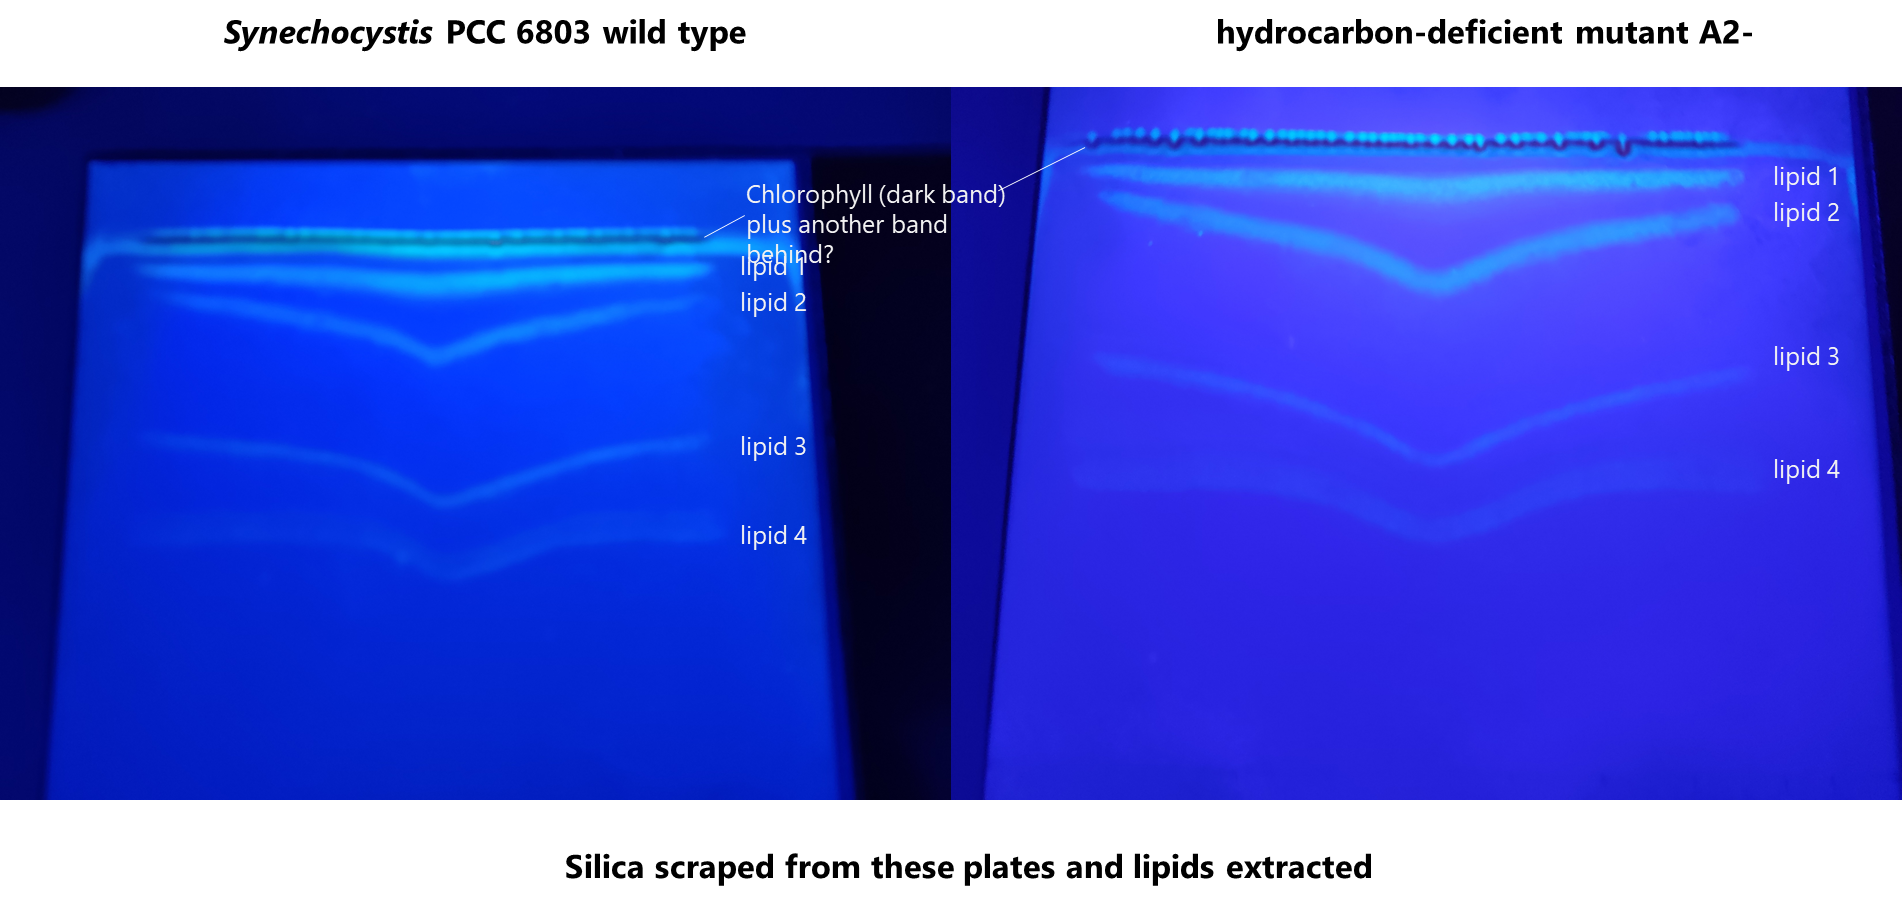 Synechocystis PCC 6803 wild type
hydrocarbon-deficient mutant A2-
Chlorophyll (dark band)
plus another band
behind?
lipid 1
lipid 2
lipid 3
lipid 4
lipid 1
lipid 2
lipid 3
lipid 4
Silica scraped from these plates and lipids extracted